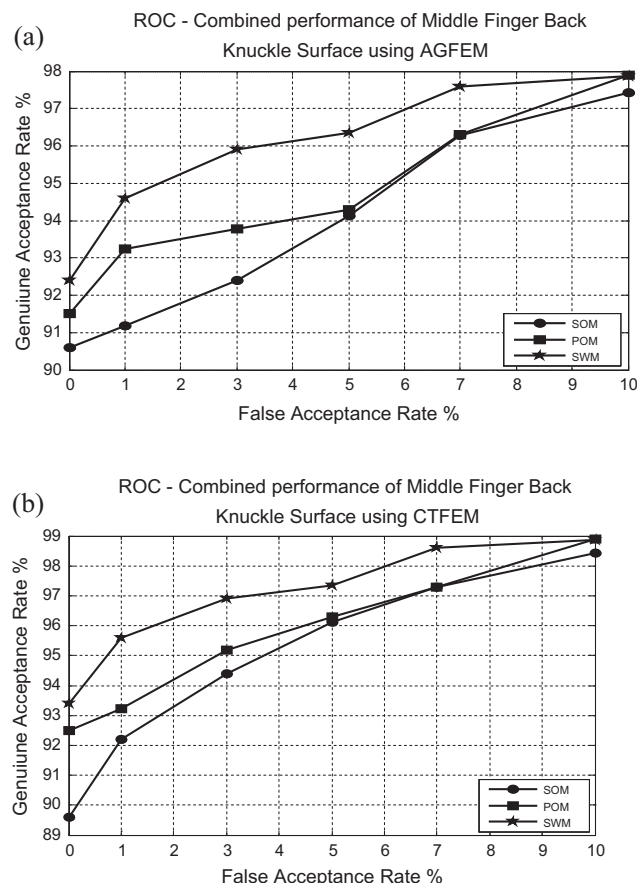 (a)
ROC - Combined performance of Middle Finger Back
Knuckle Surface using AGFEM
98
97
96
95
94
93
92
91
90
Genuiune Acceptance Rate %
0 1 2 3 4 5 6 7 8 9 10
False Acceptance Rate %
SOM
POM
SWM
(b)
ROC - Combined performance of Middle Finger Back
Knuckle Surface using CTFEM
99
98
97
96
95
94
93
92
91
90
89
Genuiune Acceptance Rate %
0 1 2 3 4 5 6 7 8 9 10
False Acceptance Rate %
SOM
POM
SWM